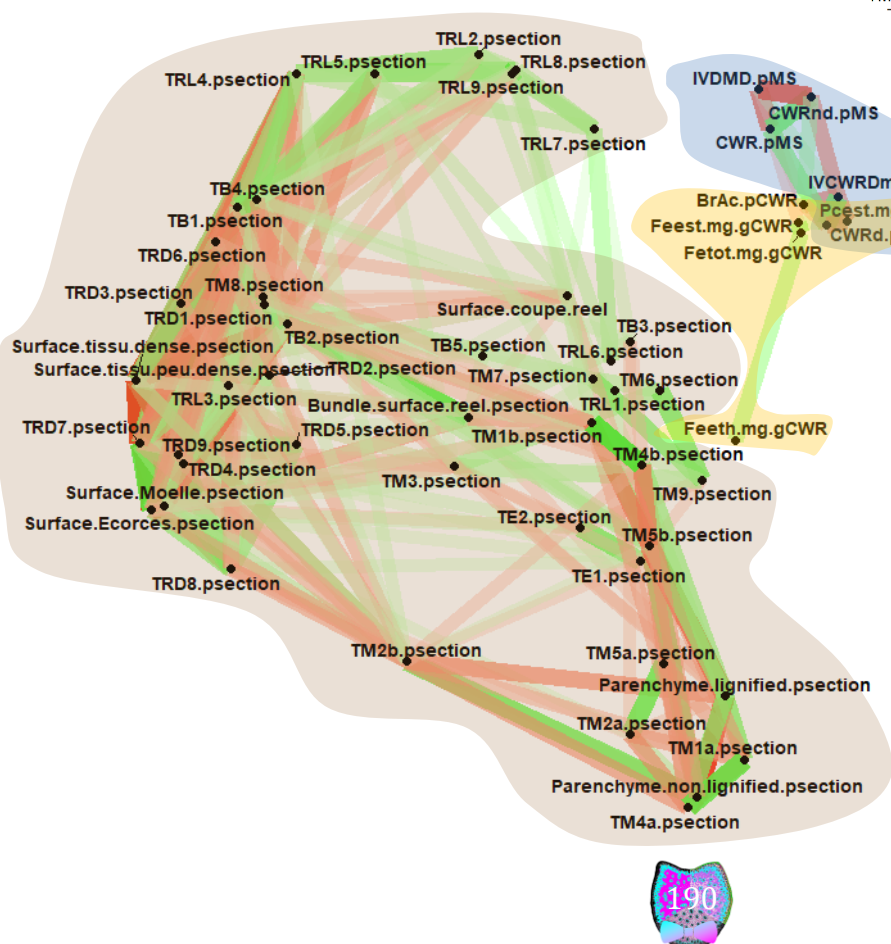 TRL2.psection
TRL5.psection
TRL8.psection
TRL4.psection
TRL9.psection
IVDMD.pMS
CWRnd.pMS
CWR.pMS
TRL7.psection
TB4.psection
IVCWRDm
BrAc.pCWR
TB1.psection
Pcest.m
Feest.mg.gCWR
CWRd.
TRD6.psection
Fetot.mg.gCWR
TM8.psection
TRD3.psection
Surface.coupe.reel
TRD1.psection
TB3.psection
TB2.psection
Surface.tissu.dense.psection
TB5.psection
TRL6.psection
Surface.tissu.peu.dense.psection
TRD2.psection
TM7.psection
TM6.psection
TRL3.psection
Bundle.surface.reel.psection
TRL1.psection
TRD7.psection
TRD5.psection
TM1b.psection
Feeth.mg.gCWR
TRD9.psection
TM4b.psection
TRD4.psection
TM3.psection
Surface.Moelle.psection
TM9.psection
TE2.psection
Surface.Ecorces.psection
TM5b.psection
TRD8.psection
TE1.psection
TM2b.psection
TM5a.psection
Parenchyme.lignified.psection
TM2a.psection
TM1a.psection
Parenchyme.non.lignified.psection
TM4a.psection
190